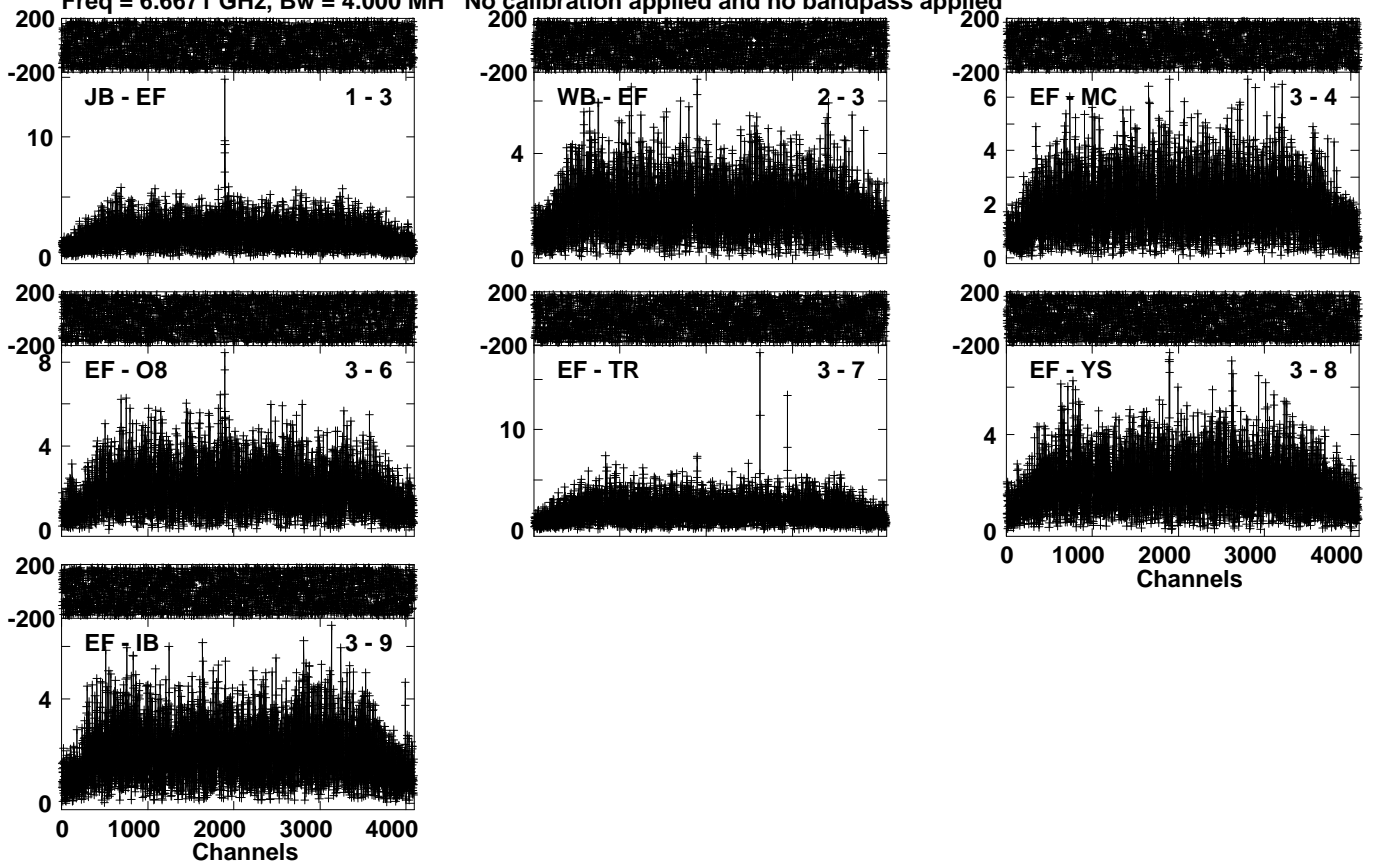 Freq = 6.6671 GHz, Bw = 4.000 MH No calibration applied and no bandpass applied
200
-200
JB - EF 1 - 3
10
0
200
-200
WB - EF 2 - 3
4
0
200
-200
EF - MC 3 - 4
6
4
2
0
200
-200
EF - O8 3 - 6
8
4
0
200
-200
EF - TR 3 - 7
10
0
200
-200
EF - YS 3 - 8
4
0
0 1000 2000 3000 4000
Channels
200
-200
EF - IB 3 - 9
4
0
0 1000 2000 3000 4000
Channels